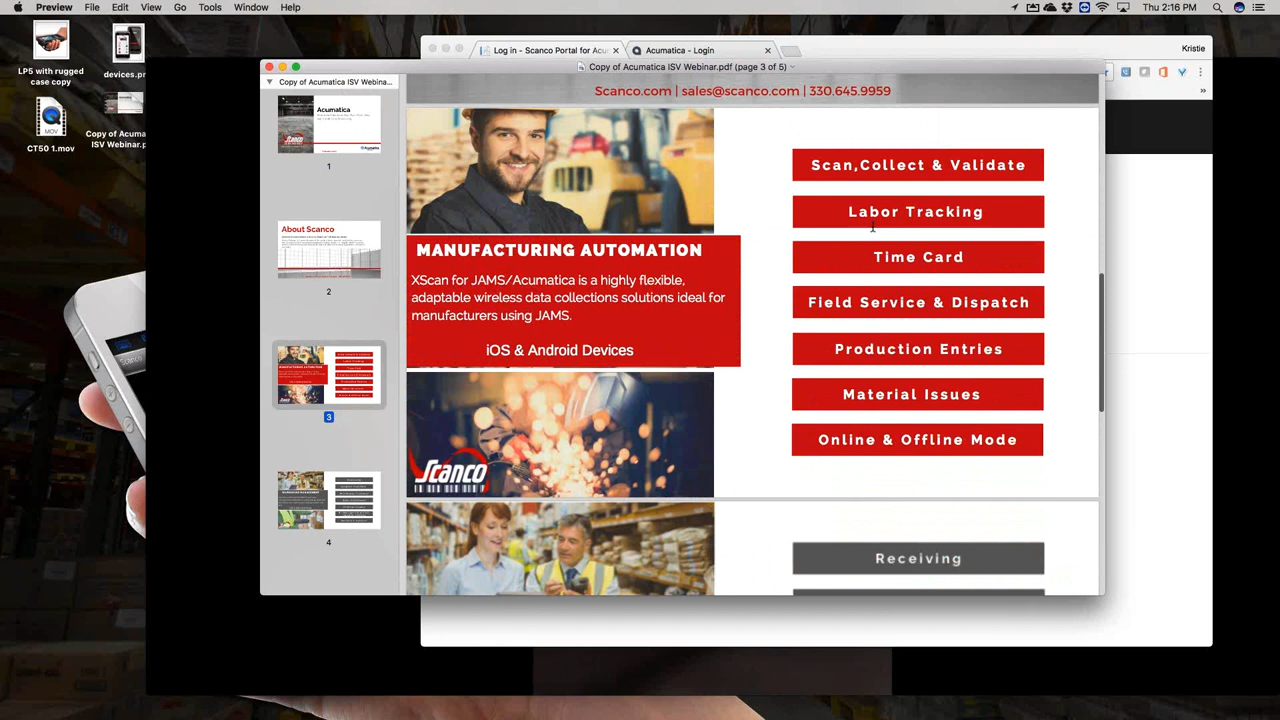 Preview File Edit View Go Tools Window Help
Thu 2:16 PM
LP5 with rugged
case copy
devices.pr
CT50 1.mov
MOV
Copy of Acuma
ISV Webinar.p
Log in - Scanco Portal for Acu
Acumatica - Login
Kristie
Copy of Acumatica ISV Webinar.pdf (page 3 of 5)
Copy of Acumatica ISV Webina...
Acumatica
Scanco
1
About Scanco
2
3
4
Scanco.com | sales@scanco.com | 330.645.9959
MANUFACTURING AUTOMATION
XScan for JAMS/Acumatica is a highly flexible,
adaptable wireless data collections solutions ideal for
manufacturers using JAMS.
iOS & Android Devices
Scanco
Scan,Collect & Validate
Labor Tracking
Time Card
Field Service & Dispatch
Production Entries
Material Issues
Online & Offline Mode
Receiving
Scanco